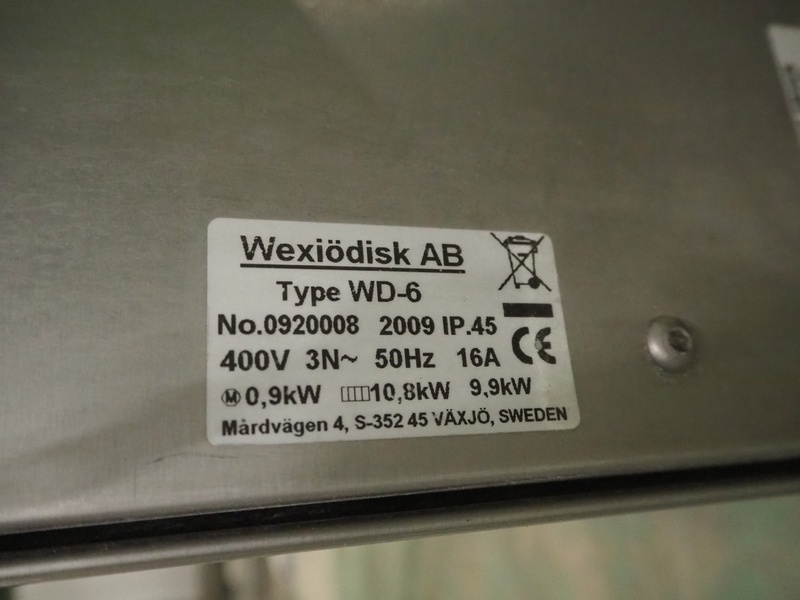 Wexiödisk AB
Type WD-6
No.0920008 2009 IP.45
400V 3N~ 50Hz 16A
M 0,9kW 10,8kW 9,9kW
Mårdvägen 4, S-352 45 VÄXJÖ, SWEDEN
CE